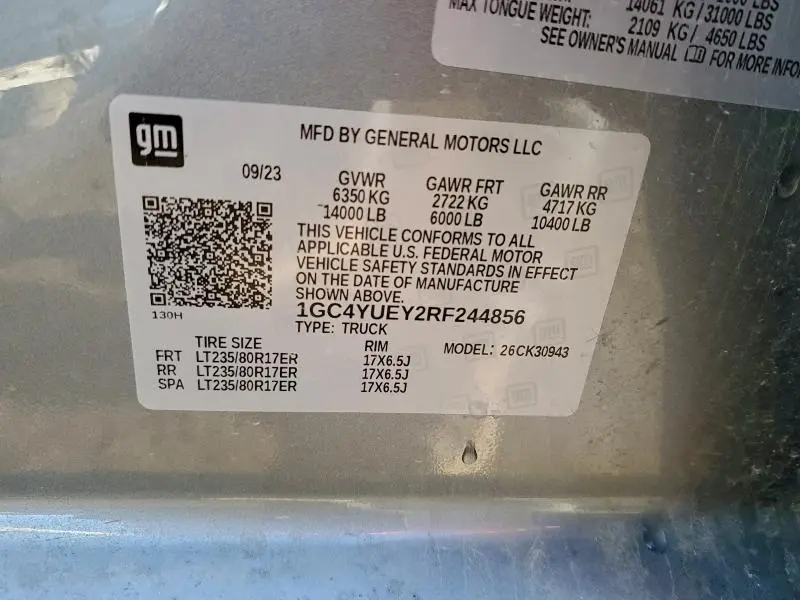 14061 KG/31000 LBS
MAX TONGUE WEIGHT: 2109 KG/ 4650 LBS
SEE OWNER'S MANUAL FOR MORE
gm
MFD BY GENERAL MOTORS LLC
09/23 GVWR GAWR FRT GAWR RR
6350 KG 2722 KG 4717 KG
14000 LB 6000 LB 10400 LB
THIS VEHICLE CONFORMS TO ALL
APPLICABLE U.S. FEDERAL MOTOR
VEHICLE SAFETY STANDARDS IN EFFECT
ON THE DATE OF MANUFACTURE
SHOWN ABOVE.
130H
1GC4YUEY2RF244856
TYPE: TRUCK
TIRE SIZE RIM MODEL: 26CK30943
FRT LT235/80R17ER 17X6.5J
RR LT235/80R17ER 17X6.5J
SPA LT235/80R17ER 17X6.5J